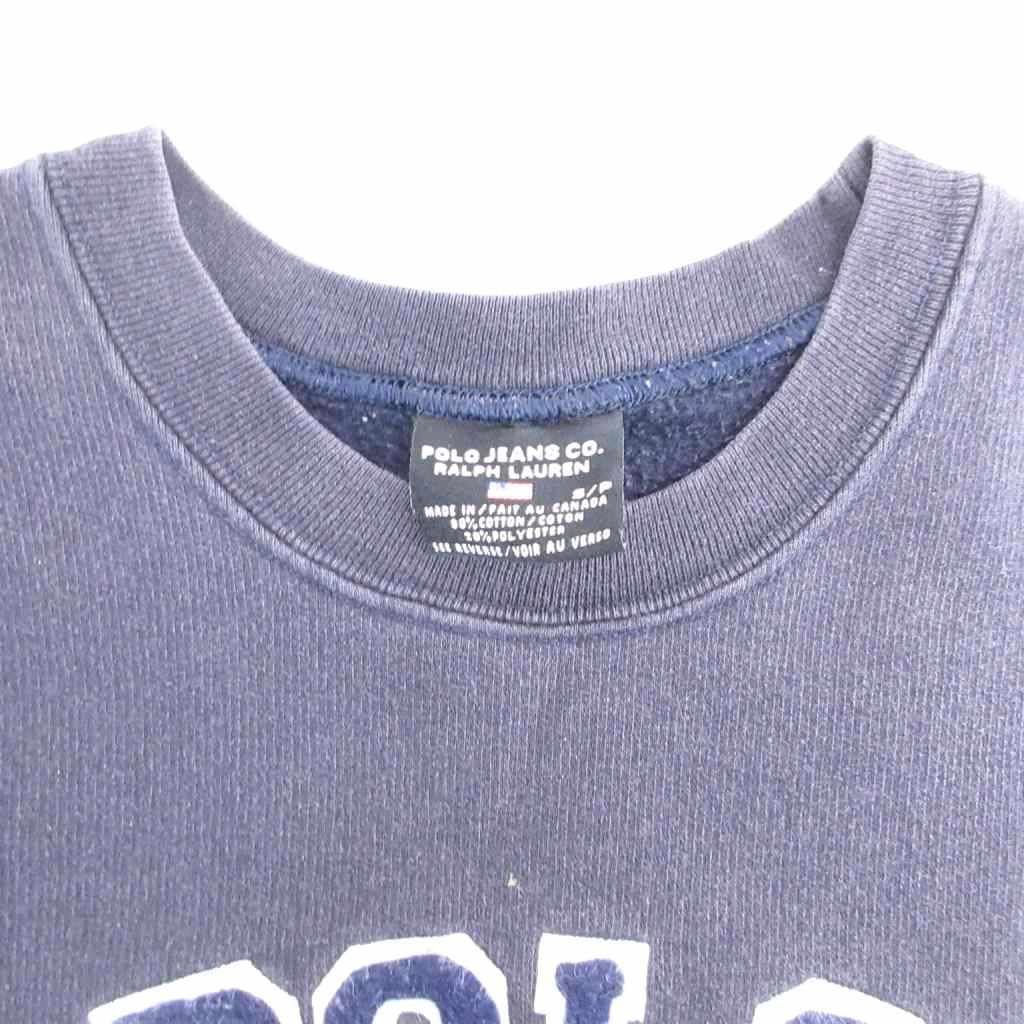 POLO JEANS CO.
RALPH LAUREN
S/P
MADE IN/FAIT AU CANADA
80% COTTON/COTON
20% POLYESTER
SEE REVERSE/VOIR AU VERSO
POLO